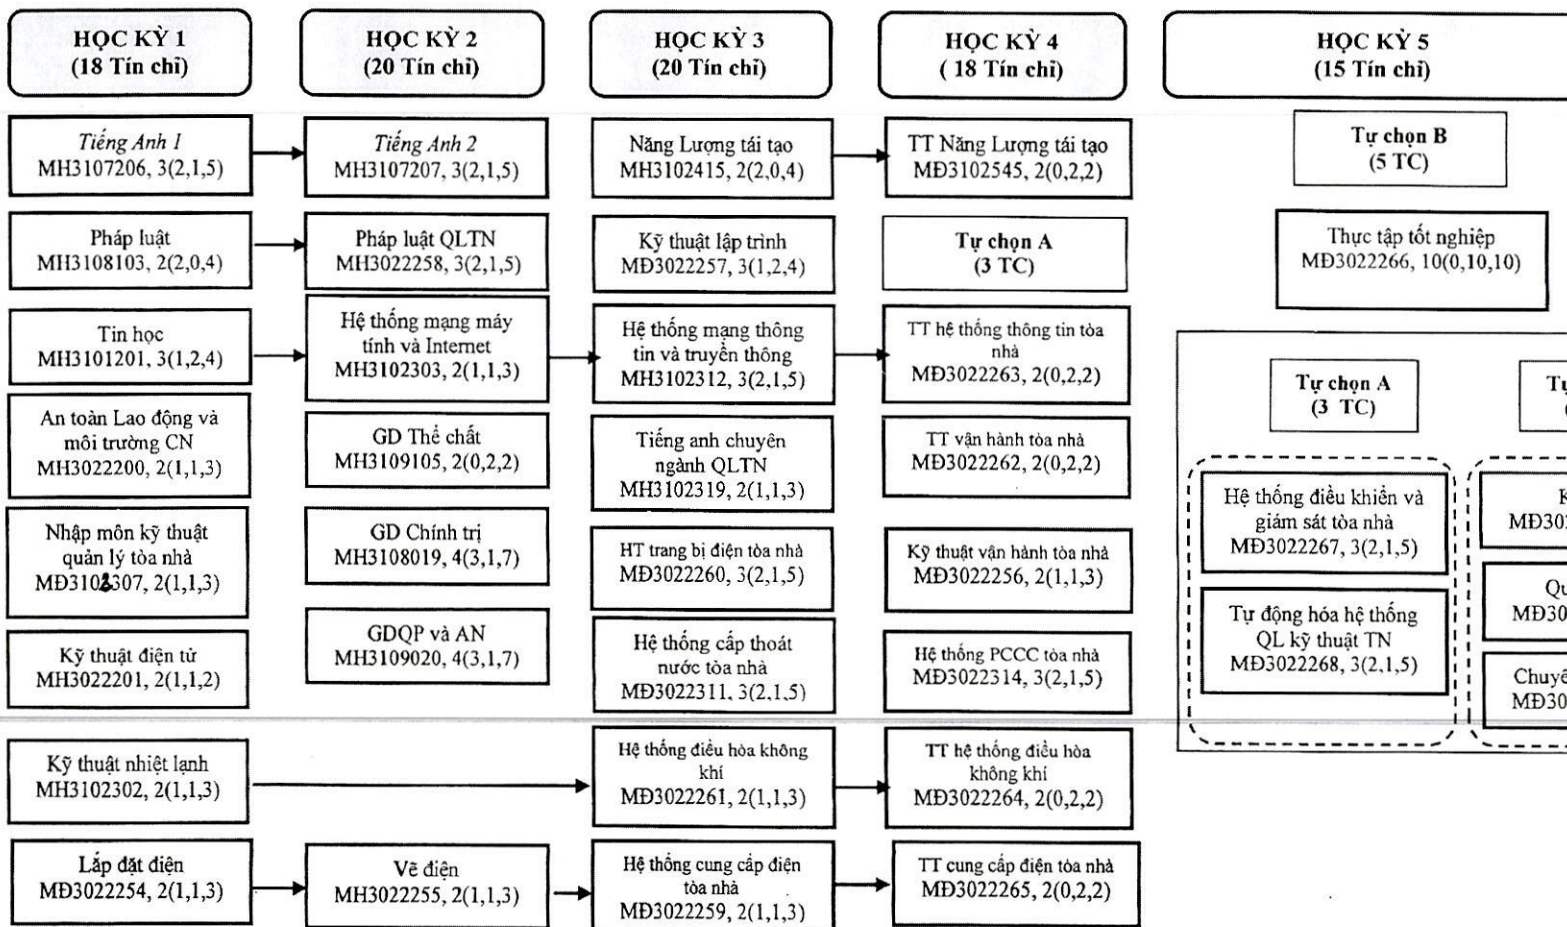 HỌC KỲ 1
(18 Tín chỉ)
HỌC KỲ 2
(20 Tín chỉ)
HỌC KỲ 3
(20 Tín chỉ)
HỌC KỲ 4
( 18 Tín chỉ)
HỌC KỲ 5
(15 Tín chỉ)
Tiếng Anh 1
MH3107206, 3(2,1,5)
Tiếng Anh 2
MH3107207, 3(2,1,5)
Năng Lượng tái tạo
MH3102415, 2(2,0,4)
TT Năng Lượng tái tạo
MĐ3102545, 2(0,2,2)
Tự chọn B
(5 TC)
Pháp luật
MH3108103, 2(2,0,4)
Pháp luật QLTN
MH3022258, 3(2,1,5)
Kỹ thuật lập trình
MĐ3022257, 3(1,2,4)
Tự chọn A
(3 TC)
Thực tập tốt nghiệp
MĐ3022266, 10(0,10,10)
Tin học
MH3101201, 3(1,2,4)
Hệ thống mạng máy
tính và Internet
MH3102303, 2(1,1,3)
Hệ thống mạng thông
tin và truyền thông
MH3102312, 3(2,1,5)
TT hệ thống thông tin tòa
nhà
MĐ3022263, 2(0,2,2)
Tự chọn A
(3 TC)
An toàn Lao động và
môi trường CN
MH3022200, 2(1,1,3)
GD Thể chất
MH3109105, 2(0,2,2)
Tiếng anh chuyên
ngành QLTN
MH3102319, 2(1,1,3)
TT vận hành tòa nhà
MĐ3022262, 2(0,2,2)
Hệ thống điều khiển và
giám sát tòa nhà
MĐ3022267, 3(2,1,5)
Nhập môn kỹ thuật
quản lý tòa nhà
2(1,1,3)
GD Chính trị
MH3108019, 4(3,1,7)
HT trang bị điện tòa nhà
MĐ3022260, 3(2,1,5)
Kỹ thuật vận hành tòa nhà
MĐ3022256, 2(1,1,3)
Tự động hóa hệ thống
QL kỹ thuật TN
MĐ3022268, 3(2,1,5)
Kỹ thuật điện tử
MH3022201, 2(1,1,2)
GDQP và AN
MH3109020, 4(3,1,7)
Hệ thống cấp thoát
nước tòa nhà
MĐ3022311, 3(2,1,5)
Hệ thống PCCC tòa nhà
MĐ3022314, 3(2,1,5)
Kỹ thuật nhiệt lạnh
MH3102302, 2(1,1,3)
Hệ thống điều hòa không
khí
MĐ3022261, 2(1,1,3)
TT hệ thống điều hòa
không khí
MĐ3022264, 2(0,2,2)
Lắp đặt điện
MĐ3022254, 2(1,1,3)
Vẽ điện
MH3022255, 2(1,1,3)
Hệ thống cung cấp điện
tòa nhà
MĐ3022259, 2(1,1,3)
TT cung cấp điện tòa nhà
MĐ3022265, 2(0,2,2)